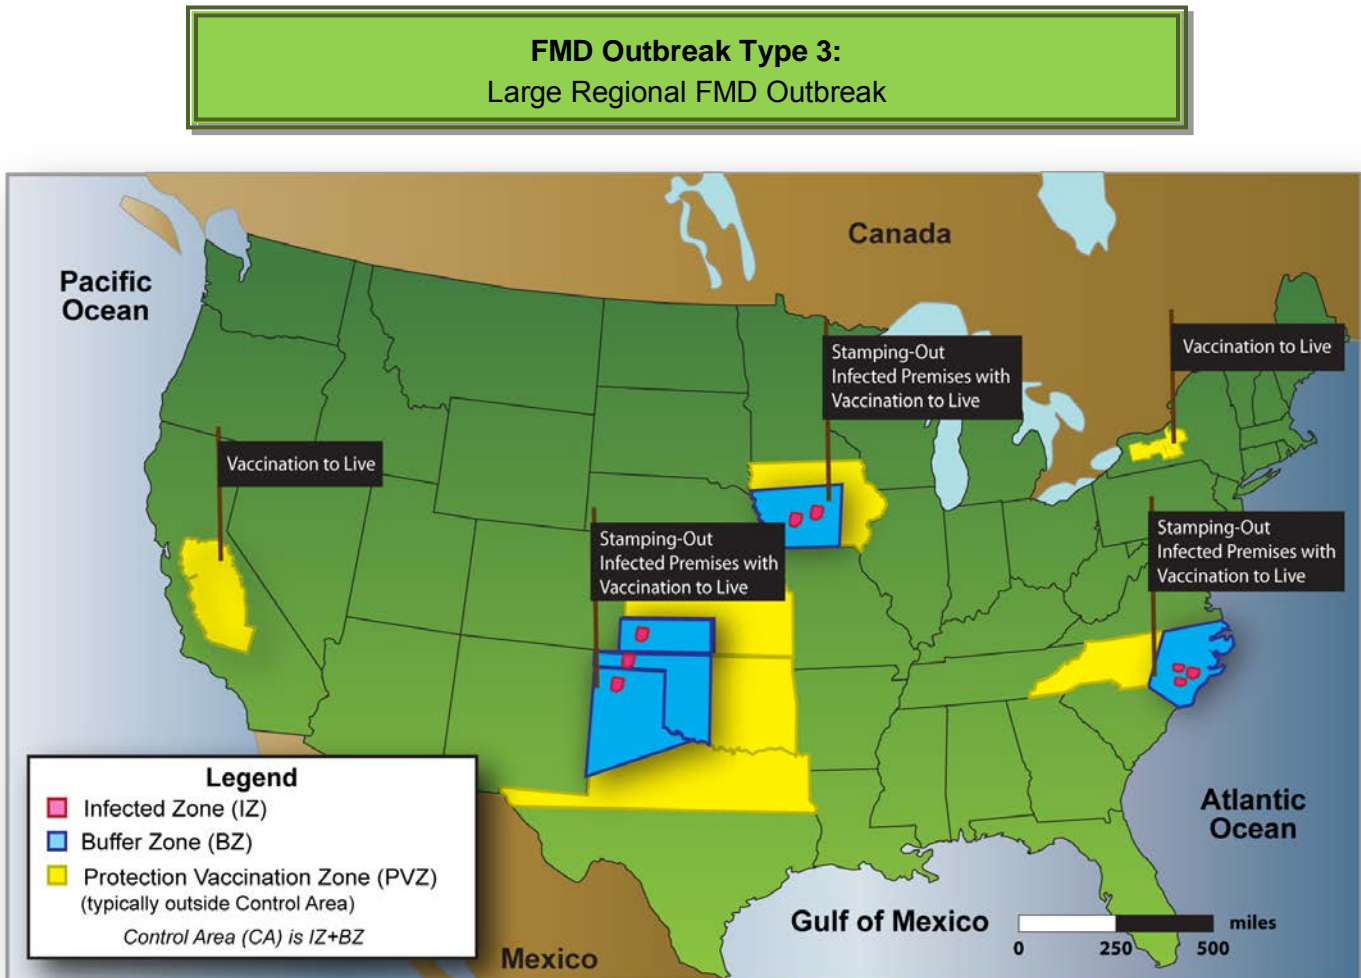 FMD Outbreak Type 3:
Large Regional FMD Outbreak
Canada
Pacific
Ocean
Stamping-Out
Infected Premises with
Vaccination to Live
Vaccination to Live
Vaccination to Live
Stamping-Out
Infected Premises with
Vaccination to Live
Stamping-Out
Infected Premises with
Vaccination to Live
Legend
Infected Zone (IZ)
Buffer Zone (BZ)
Protection Vaccination Zone (PVZ)
(typically outside Control Area)
Control Area (CA) is IZ+BZ
Atlantic
Ocean
Gulf of Mexico
miles
0 250 500
Mexico